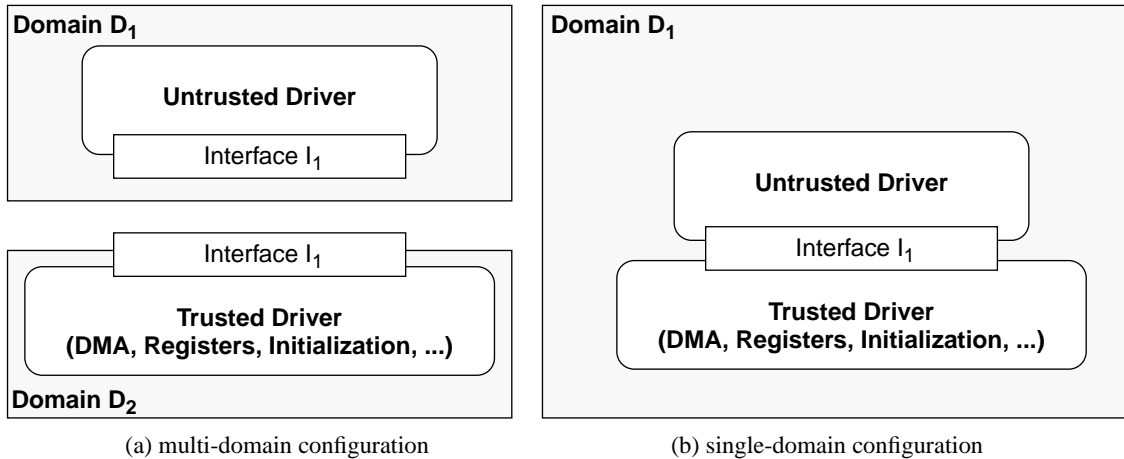 Domain D1
Untrusted Driver
Interface I1
Interface I1
Trusted Driver
(DMA, Registers, Initialization, ...)
Domain D2
(a) multi-domain configuration
Domain D1
Untrusted Driver
Interface I1
Trusted Driver
(DMA, Registers, Initialization, ...)
(b) single-domain configuration